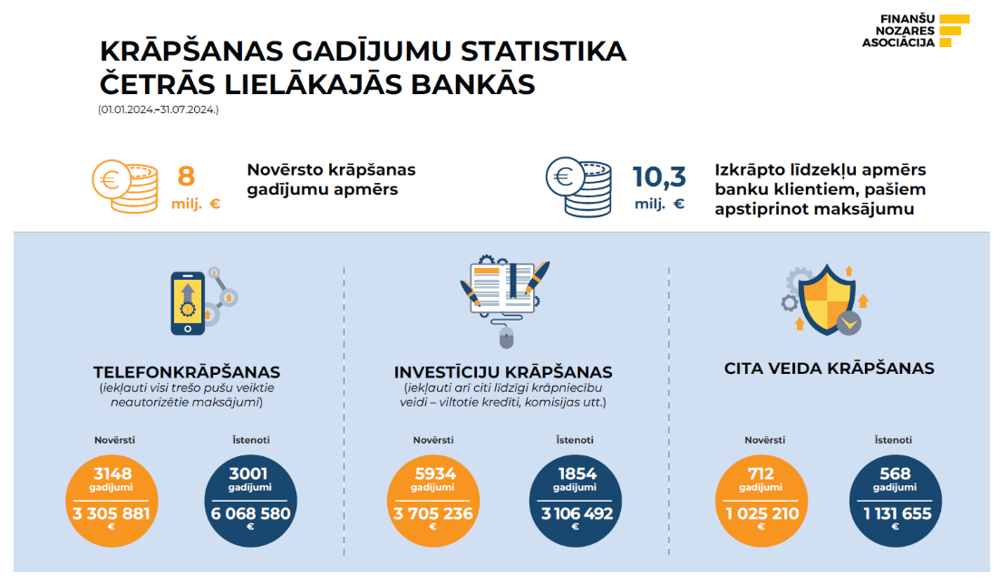 FINANŠU
NOZARES
ASOCIĀCIJA
KRĀPŠANAS GADĪJUMU STATISTIKA
ČETRĀS LIELĀKAJĀS BANKĀS
(01.01.2024.–31.07.2024.)
8
milj. €
Novērsto krāpšanas
gadījumu apmērs
10,3
milj. €
Izkrāpto līdzekļu apmērs
banku klientiem, pašiem
apstiprinot maksājumu
TELEFONKRĀPŠANAS
(iekļauti visi trešo pušu veiktie
neautorizētie maksājumi)
Novērsti
3148
gadījumi
3 305 881
€
Īstenoti
3001
gadījumi
6 068 580
€
INVESTĪCIJU KRĀPŠANAS
(iekļauti arī citi līdzīgi krāpniecību
veidi – viltotie kredīti, komisijas utt.)
Novērsti
5934
gadījumi
3 705 236
€
Īstenoti
1854
gadījumi
3 106 492
€
CITA VEIDA KRĀPŠANAS
Novērsti
712
gadījumi
1 025 210
€
Īstenoti
568
gadījumi
1 131 655
€